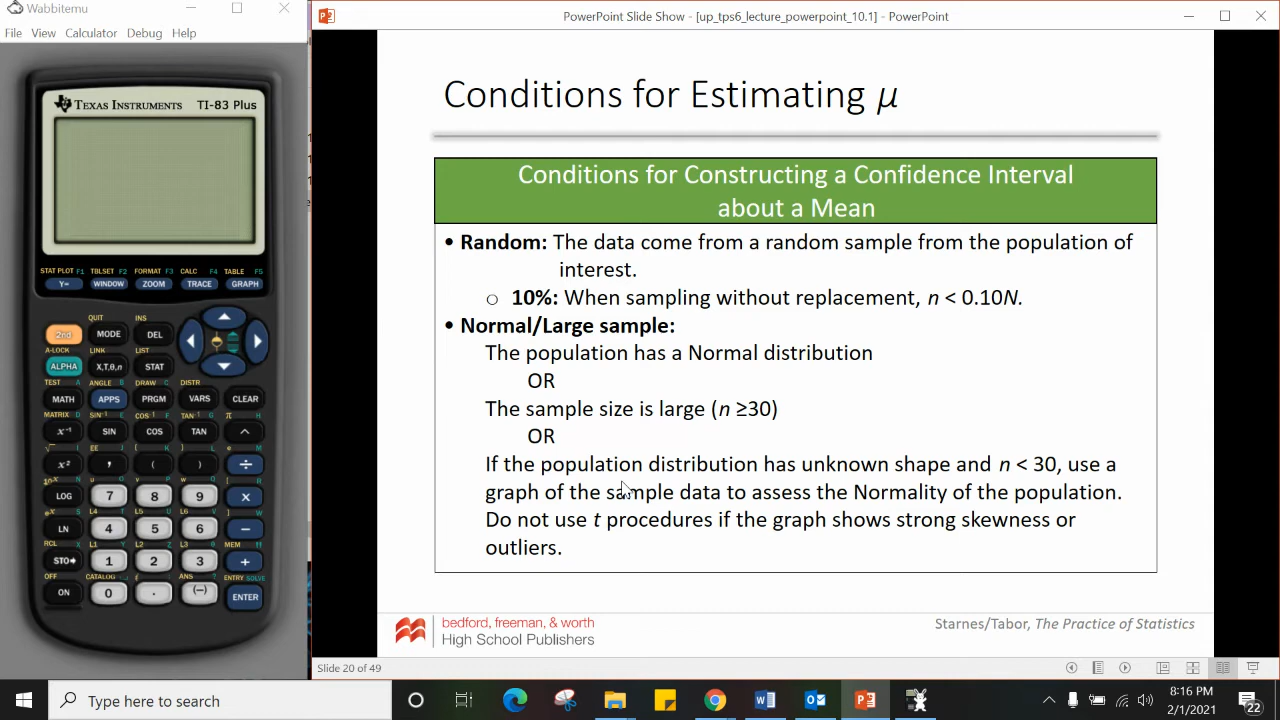 Wabbitemu
File View Calculator Debug Help
TEXAS INSTRUMENTS TI-83 Plus
STAT PLOT F1 TBLSET F2 FORMAT F3 CALC F4 TABLE F5
Y= WINDOW ZOOM TRACE GRAPH
QUIT INS
2nd MODE DEL
A-LOCK LINK LIST
ALPHA X,T,θ,n STAT
TEST A ANGLE B DRAW C DISTR
MATH APPS PRGM VARS CLEAR
MATRIX D SIN⁻¹ E COS⁻¹ F TAN⁻¹ G π H
x⁻¹ SIN COS TAN ^
x² , ( ) ÷
LOG 7 8 9 x
LN 4 5 6 −
RCL X L1 Y L2 Z L3 θ MEM "
STO➔ 1 2 3 +
OFF CATALOG i : ANS ? ENTRY SOLVE
ON 0 . (−) ENTER
PowerPoint Slide Show - [up_tps6_lecture_powerpoint_10.1] - PowerPoint
Conditions for Estimating μ
Conditions for Constructing a Confidence Interval
about a Mean
• Random: The data come from a random sample from the population of
interest.
○ 10%: When sampling without replacement, n < 0.10N.
• Normal/Large sample:
The population has a Normal distribution
OR
The sample size is large (n ≥30)
OR
If the population distribution has unknown shape and n < 30, use a
graph of the sample data to assess the Normality of the population.
Do not use t procedures if the graph shows strong skewness or
outliers.
bedford, freeman, & worth
High School Publishers
Starnes/Tabor, The Practice of Statistics
Slide 20 of 49
Type here to search
8:16 PM
2/1/2021
22